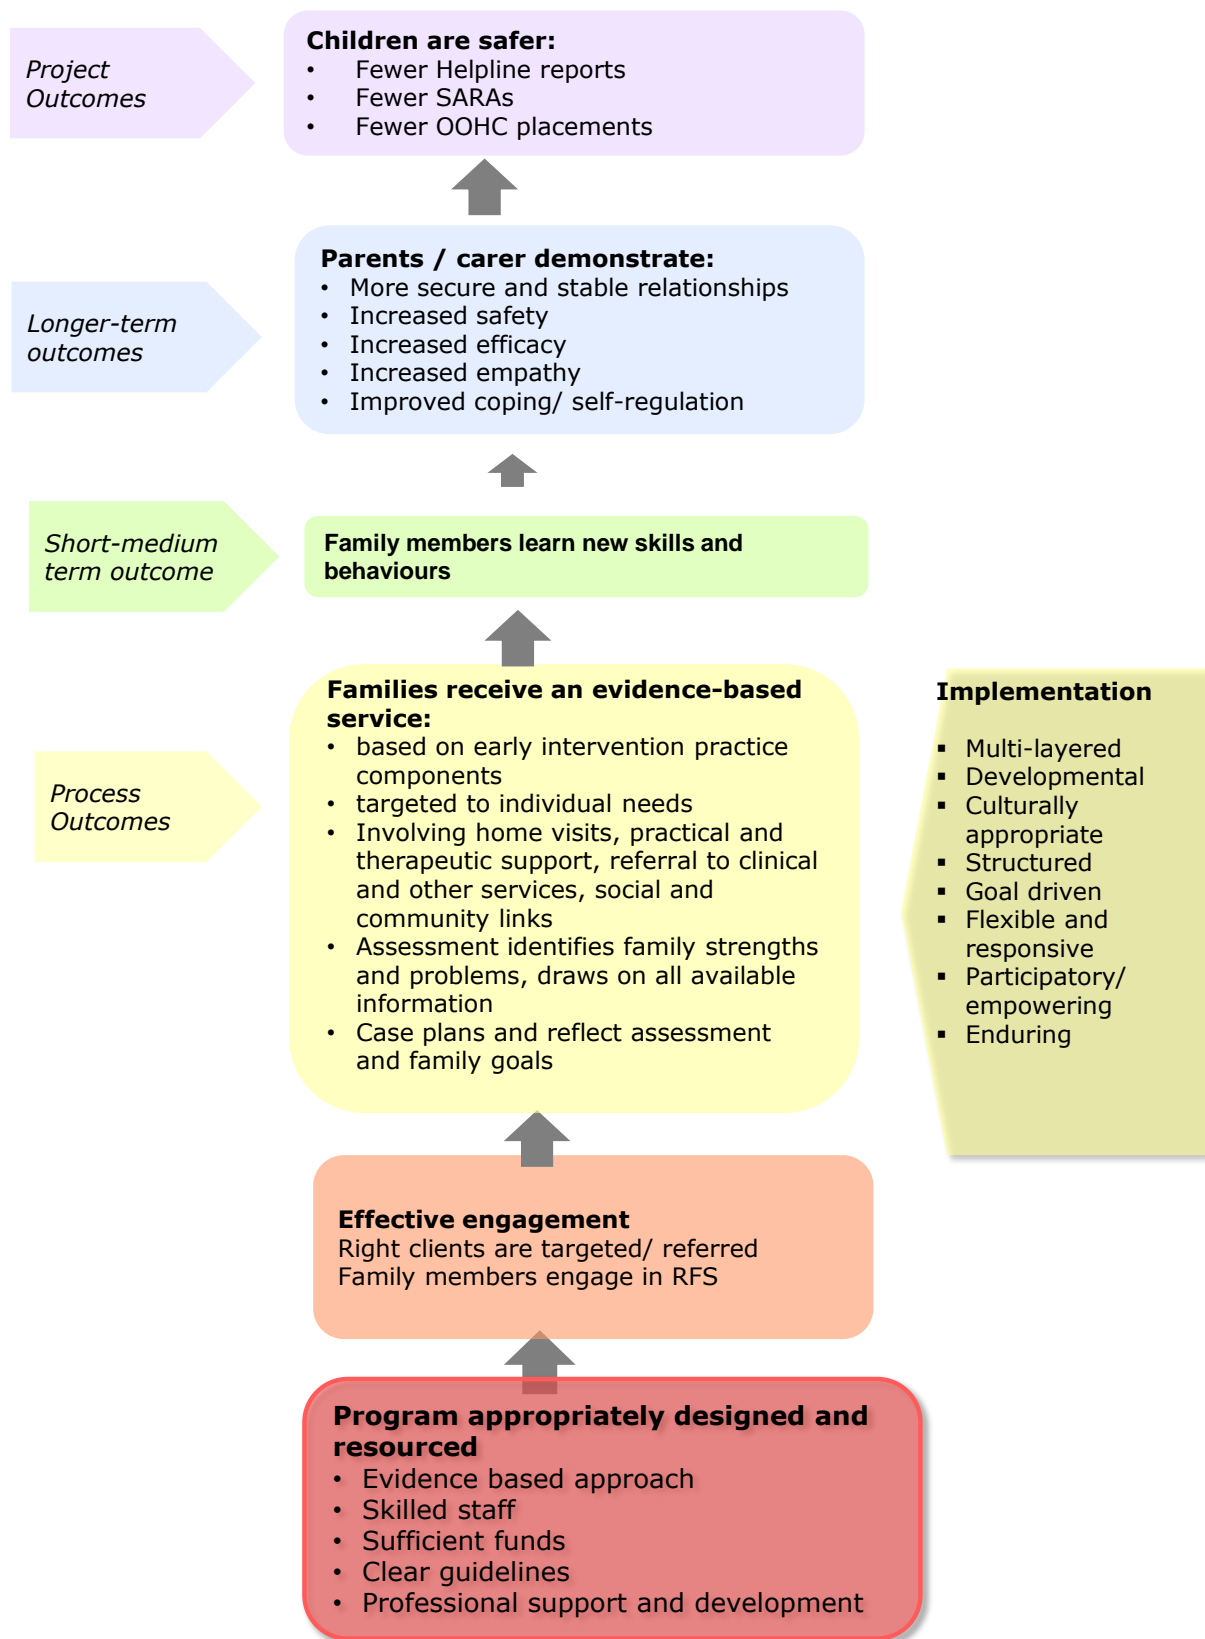 Project
Outcomes
Children are safer:
• Fewer Helpline reports
• Fewer SARAs
• Fewer OOHC placements
Longer-term
outcomes
Parents / carer demonstrate:
• More secure and stable relationships
• Increased safety
• Increased efficacy
• Increased empathy
• Improved coping/ self-regulation
Short-medium
term outcome
Family members learn new skills and
behaviours
Process
Outcomes
Families receive an evidence-based
service:
• based on early intervention practice
components
• targeted to individual needs
• Involving home visits, practical and
therapeutic support, referral to clinical
and other services, social and
community links
• Assessment identifies family strengths
and problems, draws on all available
information
• Case plans and reflect assessment
and family goals
Implementation
▪ Multi-layered
▪ Developmental
▪ Culturally
appropriate
▪ Structured
▪ Goal driven
▪ Flexible and
responsive
▪ Participatory/
empowering
▪ Enduring
Effective engagement
Right clients are targeted/ referred
Family members engage in RFS
Program appropriately designed and
resourced
• Evidence based approach
• Skilled staff
• Sufficient funds
• Clear guidelines
• Professional support and development